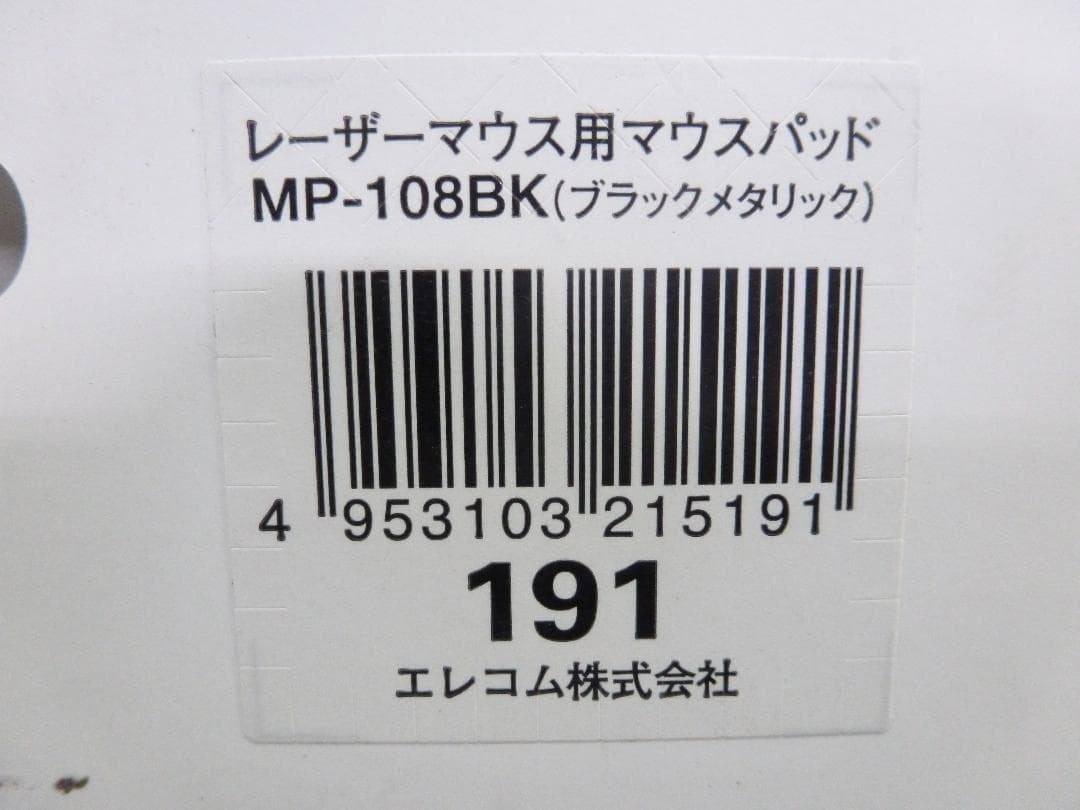 レーザーマウス用マウスパッド
MP-108BK(ブラックメタリック)
4 953103 215191
191
エレコム株式会社